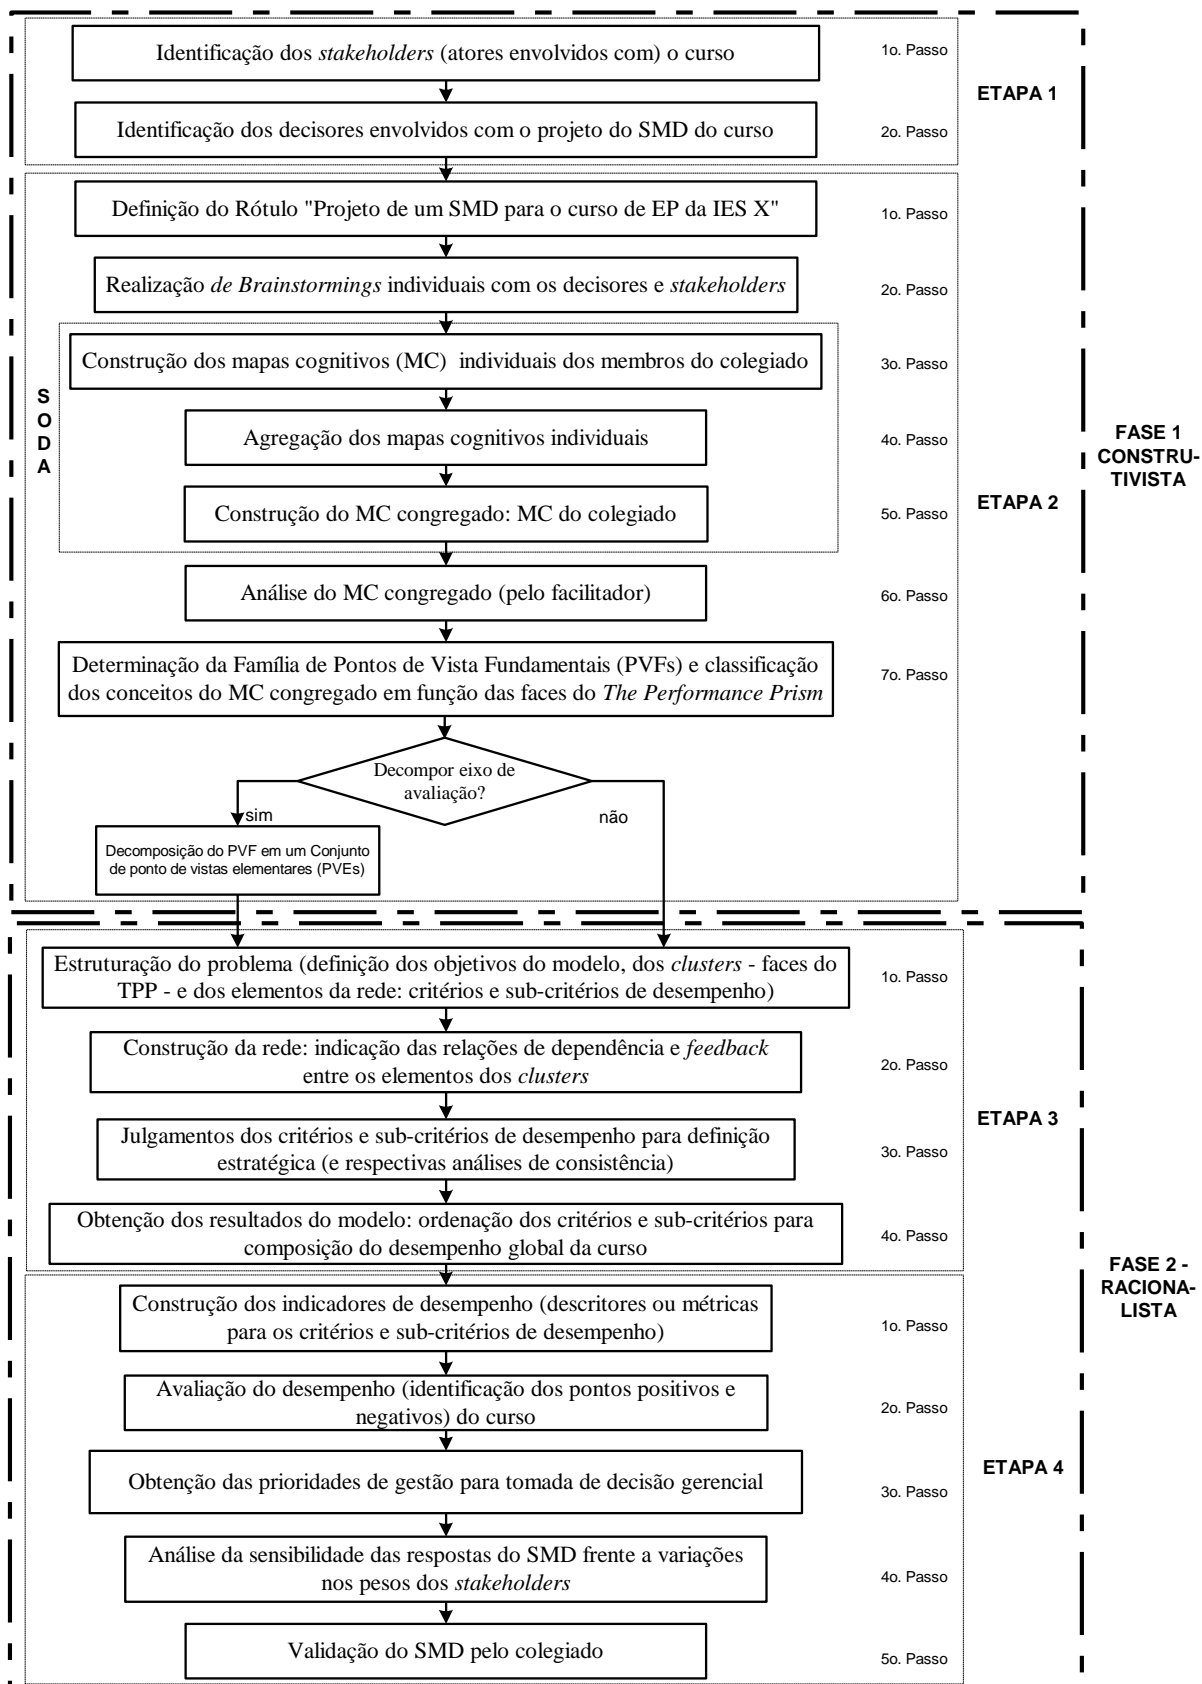 Identificação dos stakeholders (atores envolvidos com) o curso
1o. Passo
ETAPA 1
Identificação dos decisores envolvidos com o projeto do SMD do curso
2o. Passo
Definição do Rótulo "Projeto de um SMD para o curso de EP da IES X"
1o. Passo
Realização de Brainstormings individuais com os decisores e stakeholders
2o. Passo
S
O
D
A
Construção dos mapas cognitivos (MC) individuais dos membros do colegiado
3o. Passo
Agregação dos mapas cognitivos individuais
4o. Passo
FASE 1
CONSTRU-
TIVISTA
Construção do MC congregado: MC do colegiado
5o. Passo
ETAPA 2
Análise do MC congregado (pelo facilitador)
6o. Passo
Determinação da Família de Pontos de Vista Fundamentais (PVFs) e classificação
dos conceitos do MC congregado em função das faces do The Performance Prism
7o. Passo
Decompor eixo de
avaliação?
sim
não
Decomposição do PVF em um Conjunto
de ponto de vistas elementares (PVEs)
Estruturação do problema (definição dos objetivos do modelo, dos clusters - faces do
TPP - e dos elementos da rede: critérios e sub-critérios de desempenho)
1o. Passo
Construção da rede: indicação das relações de dependência e feedback
entre os elementos dos clusters
2o. Passo
ETAPA 3
Julgamentos dos critérios e sub-critérios de desempenho para definição
estratégica (e respectivas análises de consistência)
3o. Passo
Obtenção dos resultados do modelo: ordenação dos critérios e sub-critérios para
composição do desempenho global da curso
4o. Passo
FASE 2 -
RACIONA-
LISTA
Construção dos indicadores de desempenho (descritores ou métricas
para os critérios e sub-critérios de desempenho)
1o. Passo
Avaliação do desempenho (identificação dos pontos positivos e
negativos) do curso
2o. Passo
ETAPA 4
Obtenção das prioridades de gestão para tomada de decisão gerencial
3o. Passo
Análise da sensibilidade das respostas do SMD frente a variações
nos pesos dos stakeholders
4o. Passo
Validação do SMD pelo colegiado
5o. Passo